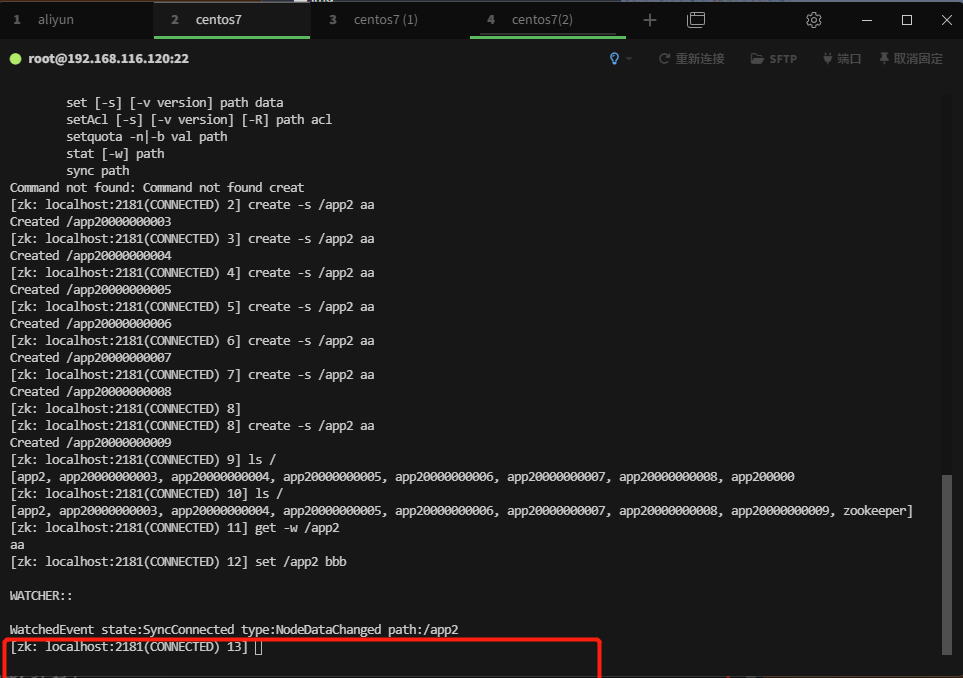 1 aliyun 2 centos7 3 centos7 (1) 4 centos7(2)
root@192.168.116.120:22 重新连接 SFTP 端口 取消固定
set [-s] [-v version] path data
setAcl [-s] [-v version] [-R] path acl
setquota -n|-b val path
stat [-w] path
sync path
Command not found: Command not found creat
[zk: localhost:2181(CONNECTED) 2] create -s /app2 aa
Created /app20000000003
[zk: localhost:2181(CONNECTED) 3] create -s /app2 aa
Created /app20000000004
[zk: localhost:2181(CONNECTED) 4] create -s /app2 aa
Created /app20000000005
[zk: localhost:2181(CONNECTED) 5] create -s /app2 aa
Created /app20000000006
[zk: localhost:2181(CONNECTED) 6] create -s /app2 aa
Created /app20000000007
[zk: localhost:2181(CONNECTED) 7] create -s /app2 aa
Created /app20000000008
[zk: localhost:2181(CONNECTED) 8]
[zk: localhost:2181(CONNECTED) 8] create -s /app2 aa
Created /app20000000009
[zk: localhost:2181(CONNECTED) 9] ls /
[app2, app20000000003, app20000000004, app20000000005, app20000000006, app20000000007, app20000000008, app200000
[zk: localhost:2181(CONNECTED) 10] ls /
[app2, app20000000003, app20000000004, app20000000005, app20000000006, app20000000007, app20000000008, app20000000009, zookeeper]
[zk: localhost:2181(CONNECTED) 11] get -w /app2
aa
[zk: localhost:2181(CONNECTED) 12] set /app2 bbb
WATCHER::
WatchedEvent state:SyncConnected type:NodeDataChanged path:/app2
[zk: localhost:2181(CONNECTED) 13]